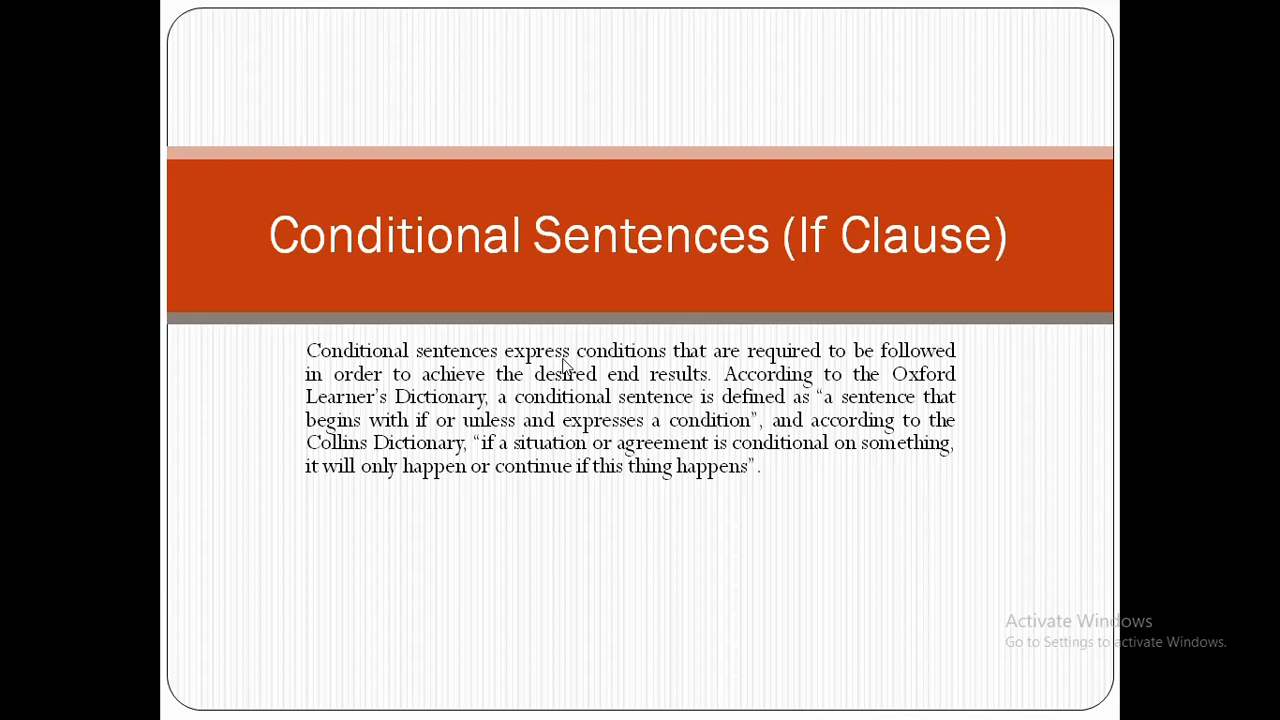 Conditional Sentences (If Clause)
Conditional sentences express conditions that are required to be followed
in order to achieve the desired end results. According to the Oxford
Learner’s Dictionary, a conditional sentence is defined as “a sentence that
begins with if or unless and expresses a condition”, and according to the
Collins Dictionary, “if a situation or agreement is conditional on something,
it will only happen or continue if this thing happens”.
Activate Windows
Go to Settings to activate Windows.